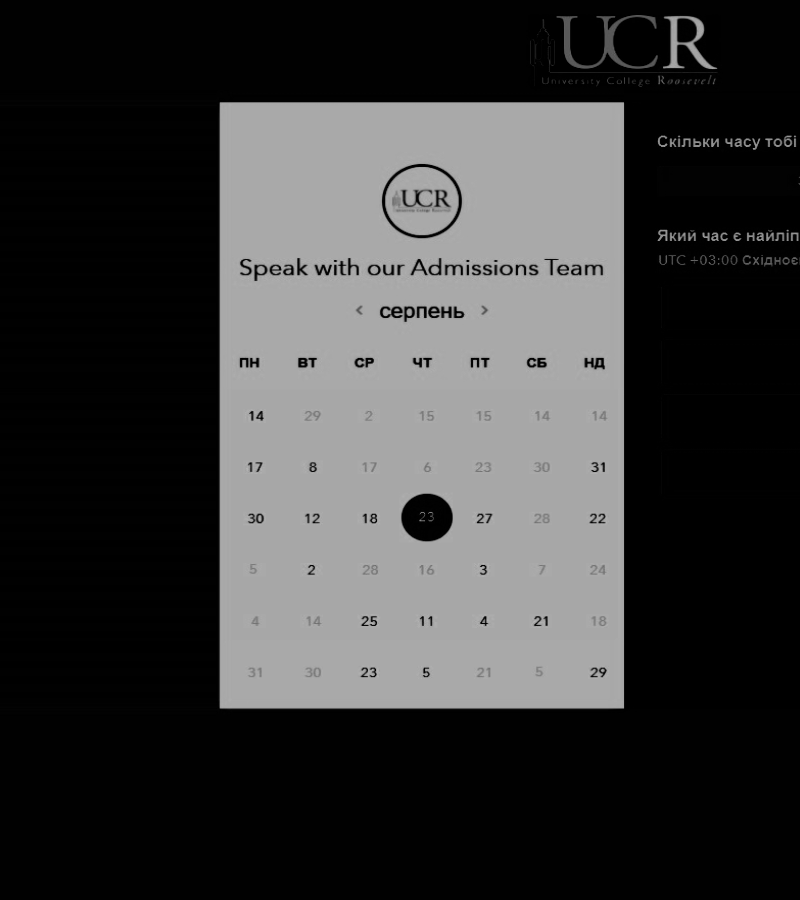 UCR
University College Roosevelt
UCR
University College Roosevelt
Speak with our Admissions Team
серпень
ПН ВТ СР ЧТ ПТ СБ НД
14 29 2 15 15 14 14
17 8 17 6 23 30 31
30 12 18 23 27 28 22
5 2 28 16 3 7 24
4 14 25 11 4 21 18
31 30 23 5 21 5 29
Скільки часу тобі
Який час є найліп
UTC +03:00 Східноє